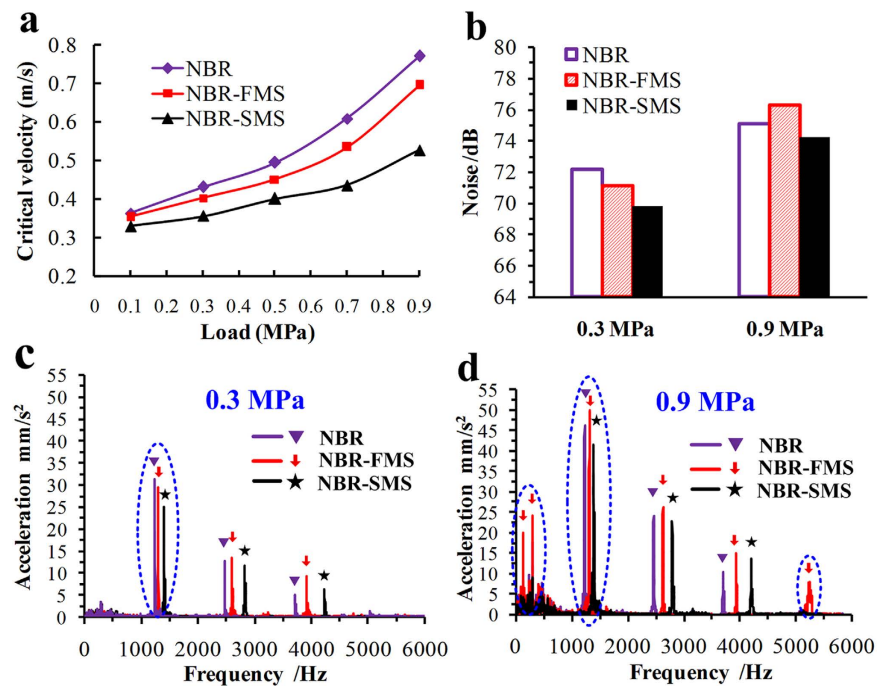 a
Critical velocity (m/s)
0.8
0.7
0.6
0.5
0.4
0.3
0.2
NBR
NBR-FMS
NBR-SMS
0 0.1 0.2 0.3 0.4 0.5 0.6 0.7 0.8 0.9
Load (MPa)
b
Noise /dB
80
78
76
74
72
70
68
66
64
NBR
NBR-FMS
NBR-SMS
0.3 MPa 0.9 MPa
c
Acceleration mm/s²
55
50
45
40
35
30
25
20
15
10
5
0
0.3 MPa
NBR
NBR-FMS
NBR-SMS
0 1000 2000 3000 4000 5000 6000
Frequency /Hz
d
Acceleration mm/s²
55
50
45
40
35
30
25
20
15
10
5
0
0.9 MPa
NBR
NBR-FMS
NBR-SMS
0 1000 2000 3000 4000 5000 6000
Frequency /Hz